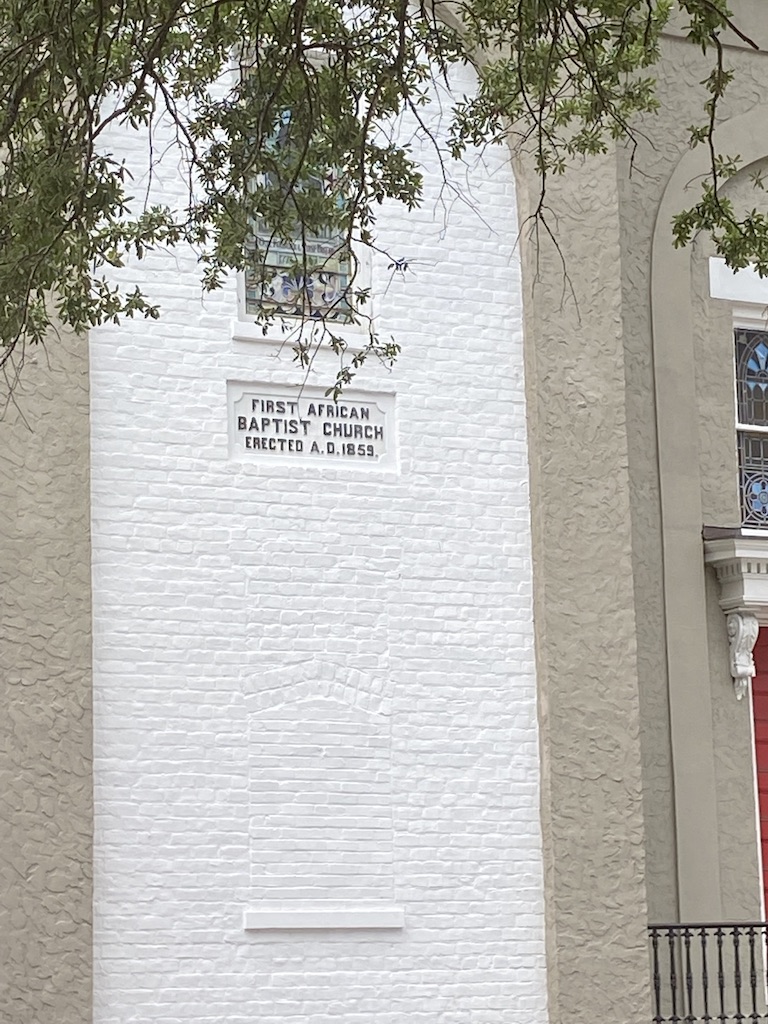 FIRST AFRICAN
BAPTIST CHURCH
ERECTED A.D.1859.